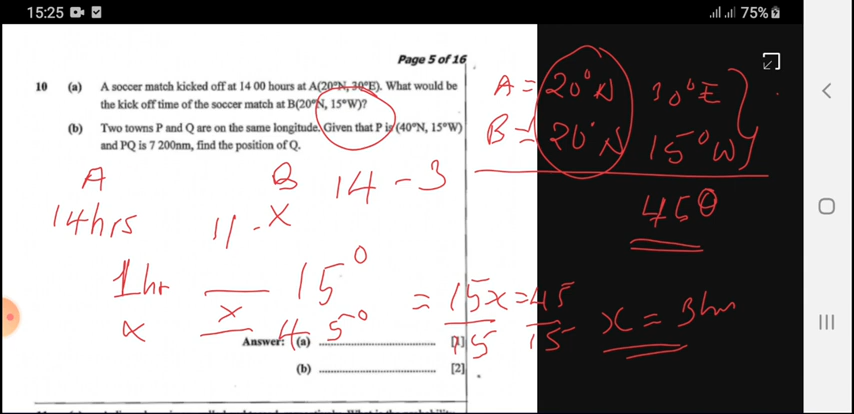 15:25
75%
Page 5 of 16
10 (a) A soccer match kicked off at 14 00 hours at A(20°N, 30°E). What would be
the kick off time of the soccer match at B(20°N, 15°W)?
(b) Two towns P and Q are on the same longitude. Given that P is (40°N, 15°W)
and PQ is 7 200nm, find the position of Q.
A = 20°N 30°E
B = 20°N 15°W
45θ
A B 14 - 3
14hrs 11 - x
1hr 15°
x x 45° = 15x = 45
15 15 x = 3hrs
Answer: (a) .......................................... [1]
(b) .......................................... [2]